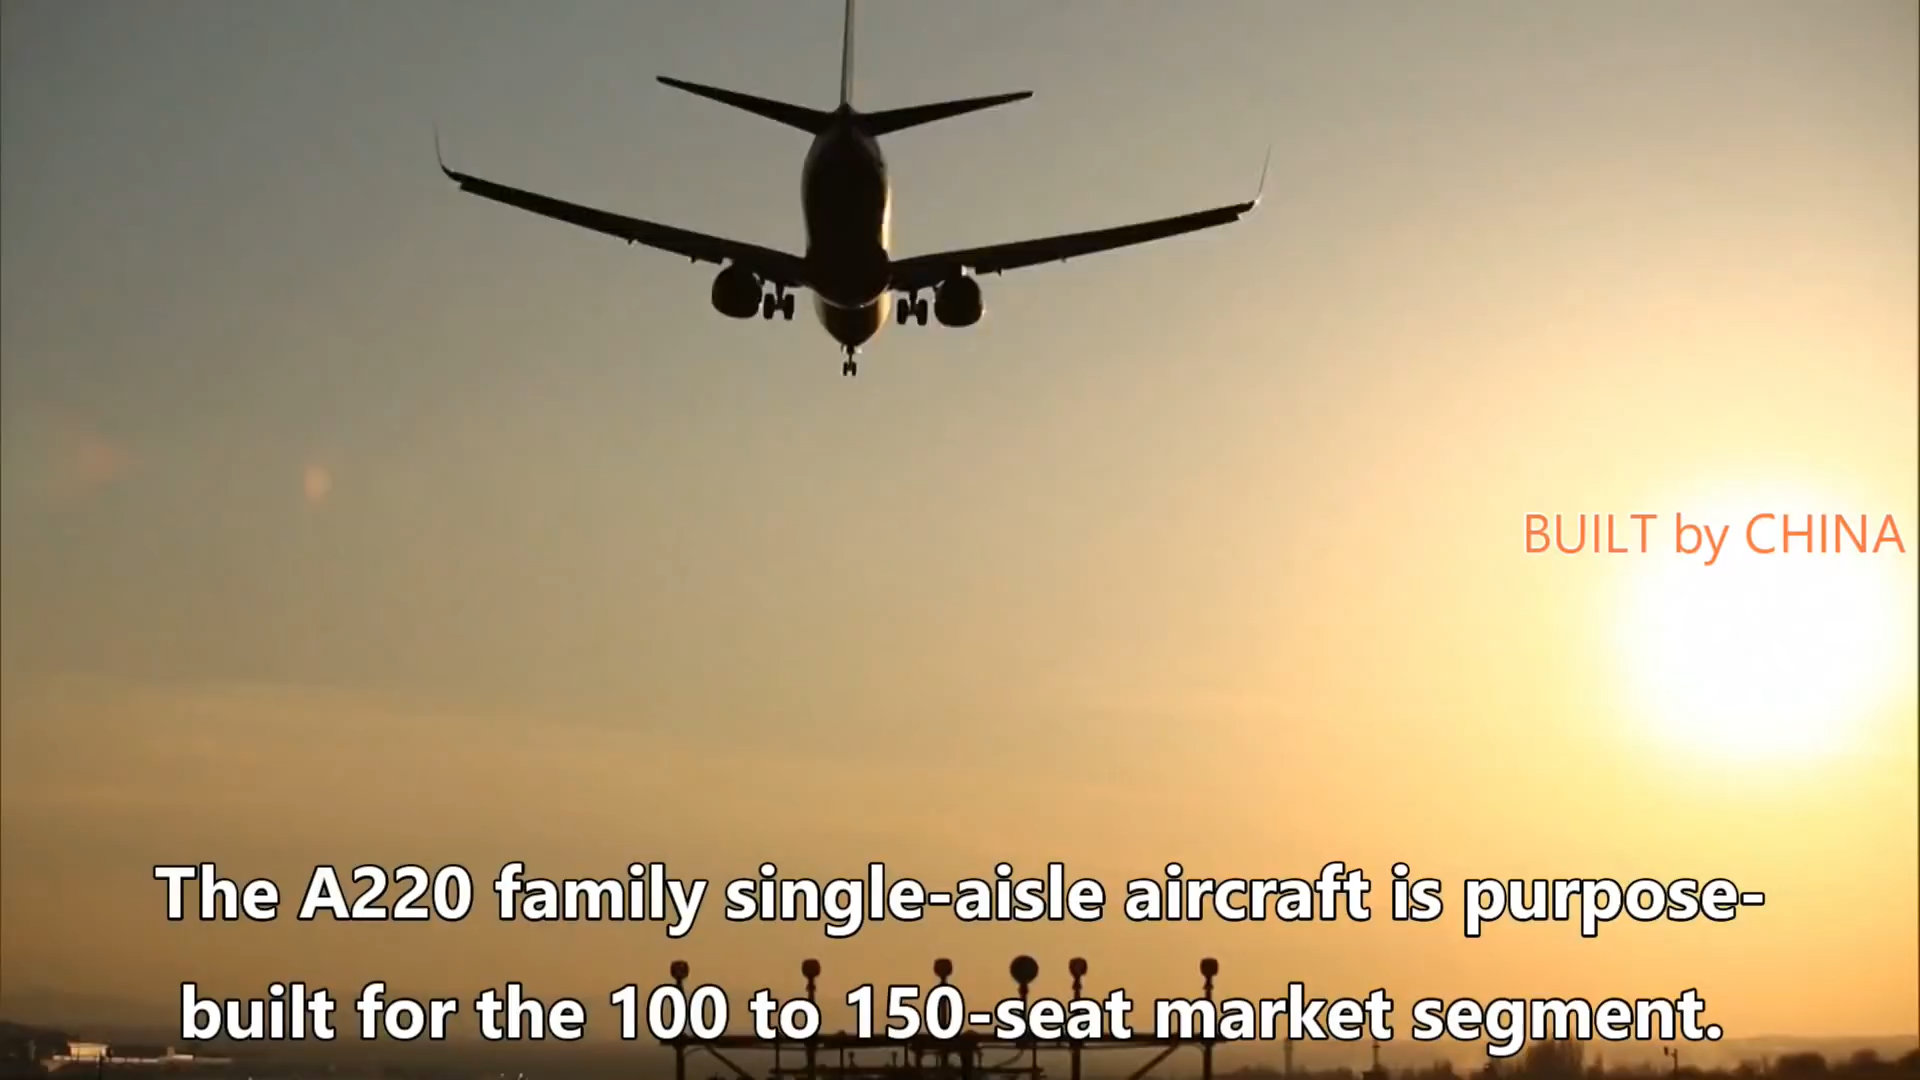 BUILT by CHINA
The A220 family single-aisle aircraft is purpose-
built for the 100 to 150-seat market segment.